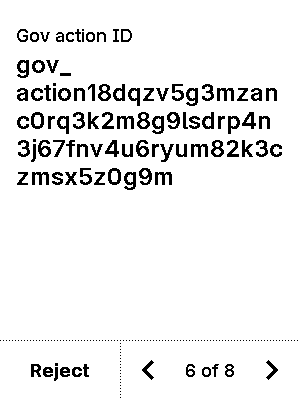 Gov action ID
gov_
action18dqzv5g3mzan
c0rq3k2m8g9lsdrp4n
3j67fnv4u6ryum82k3c
zmsx5z0g9m
Reject
6 of 8